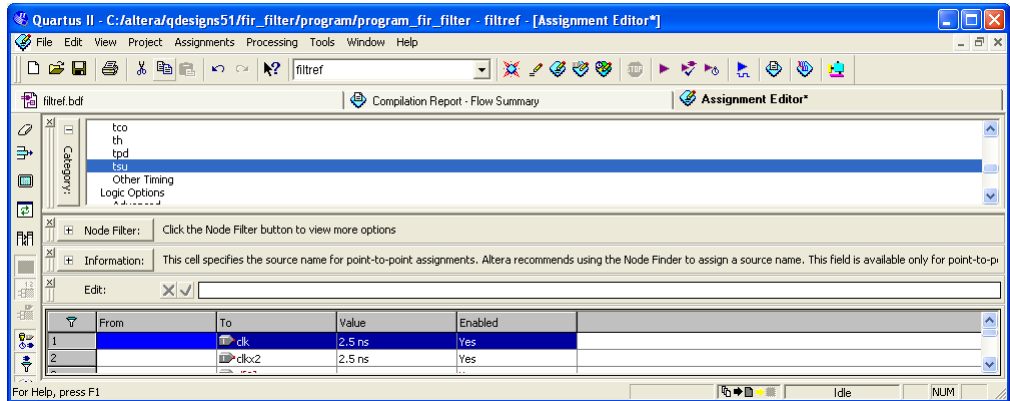 Quartus II - C:/altera/qdesigns51/fir_filter/program/program_fir_filter - filtref - [Assignment Editor*]
File Edit View Project Assignments Processing Tools Window Help
filtref
STOP
filtref.bdf Compilation Report - Flow Summary Assignment Editor*
Category:
tco
th
tpd
tsu
Other Timing
Logic Options
Node Filter: Click the Node Filter button to view more options
Information: This cell specifies the source name for point-to-point assignments. Altera recommends using the Node Finder to assign a source name. This field is available only for point-to-p
Edit:
From To Value Enabled
1 clk 2.5 ns Yes
2 clkx2 2.5 ns Yes
For Help, press F1 Idle NUM